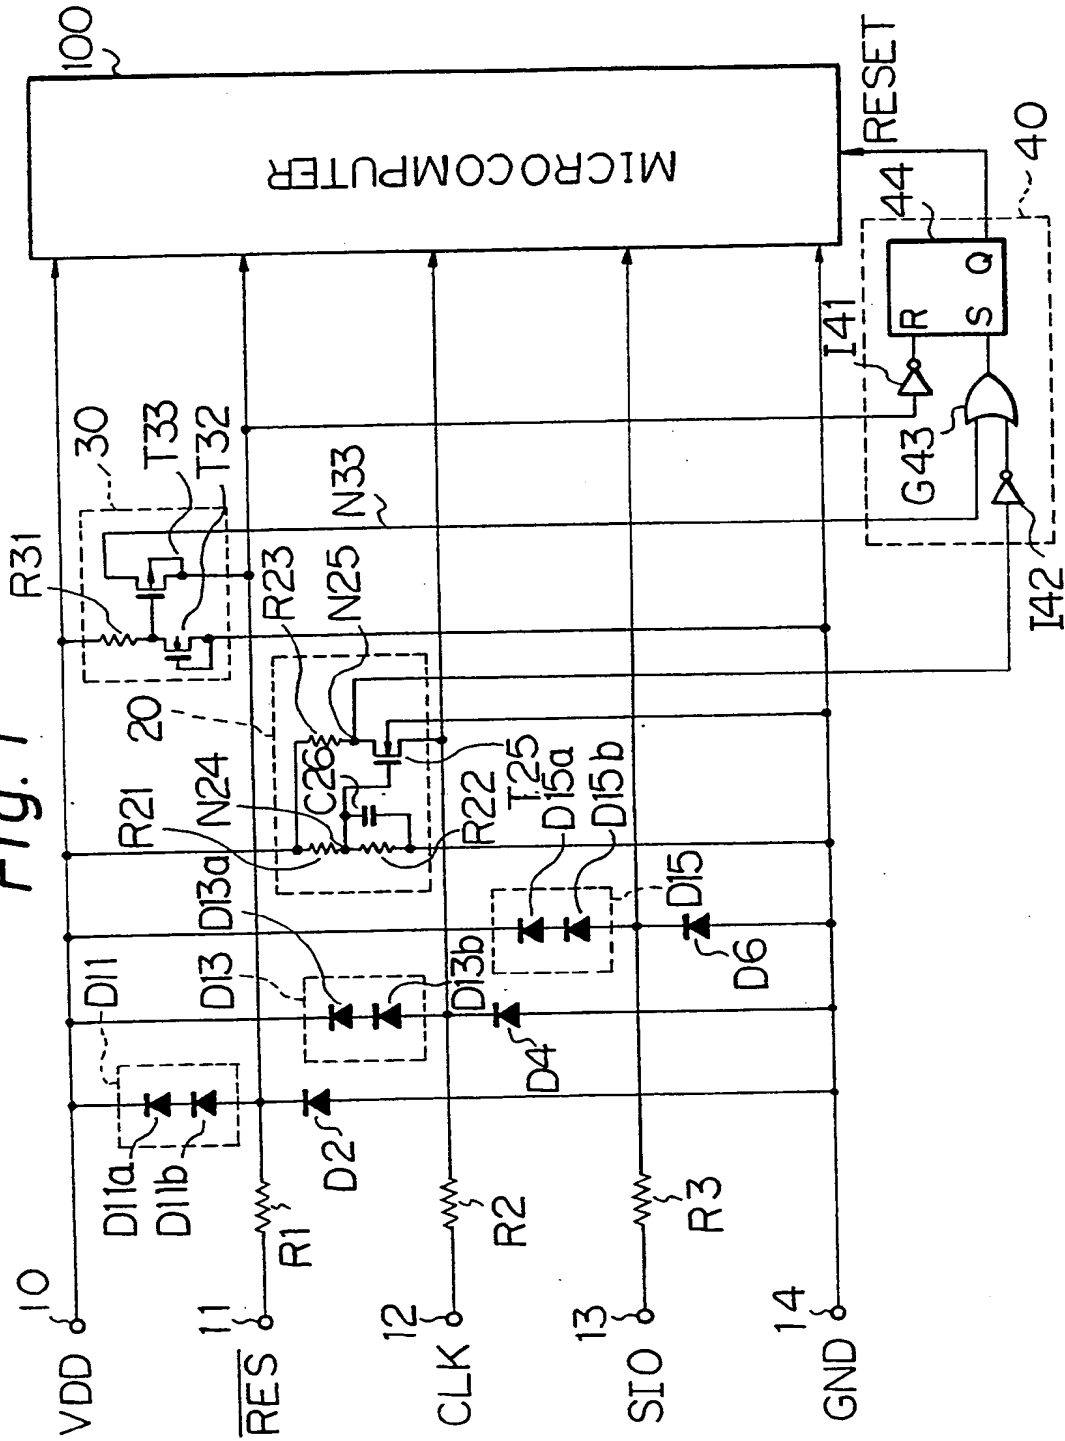 Fig. 1
VDD
10
RES
11
CLK
12
SIO
13
GND
14
R1
R2
R3
D11
D11a
D11b
D2
D13
D13a
D13b
D4
D15
D15a
D15b
D6
20
R21
N24
C26
R22
R23
N25
T25
30
R31
T33
T32
N33
MICROCOMPUTER
100
RESET
40
44
R
S
Q
I41
G43
I42